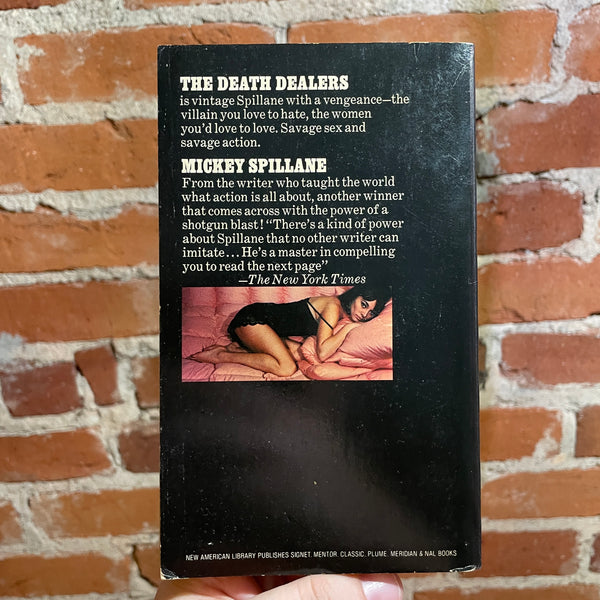 THE DEATH DEALERS
is vintage Spillane with a vengeance—the
villain you love to hate, the women
you'd love to love. Savage sex and
savage action.
MICKEY SPILLANE
From the writer who taught the world
what action is all about, another winner
that comes across with the power of a
shotgun blast! "There's a kind of power
about Spillane that no other writer can
imitate...He's a master in compelling
you to read the next page"
—The New York Times
NEW AMERICAN LIBRARY PUBLISHES SIGNET, MENTOR, CLASSIC, PLUME, MERIDIAN & NAL BOOKS